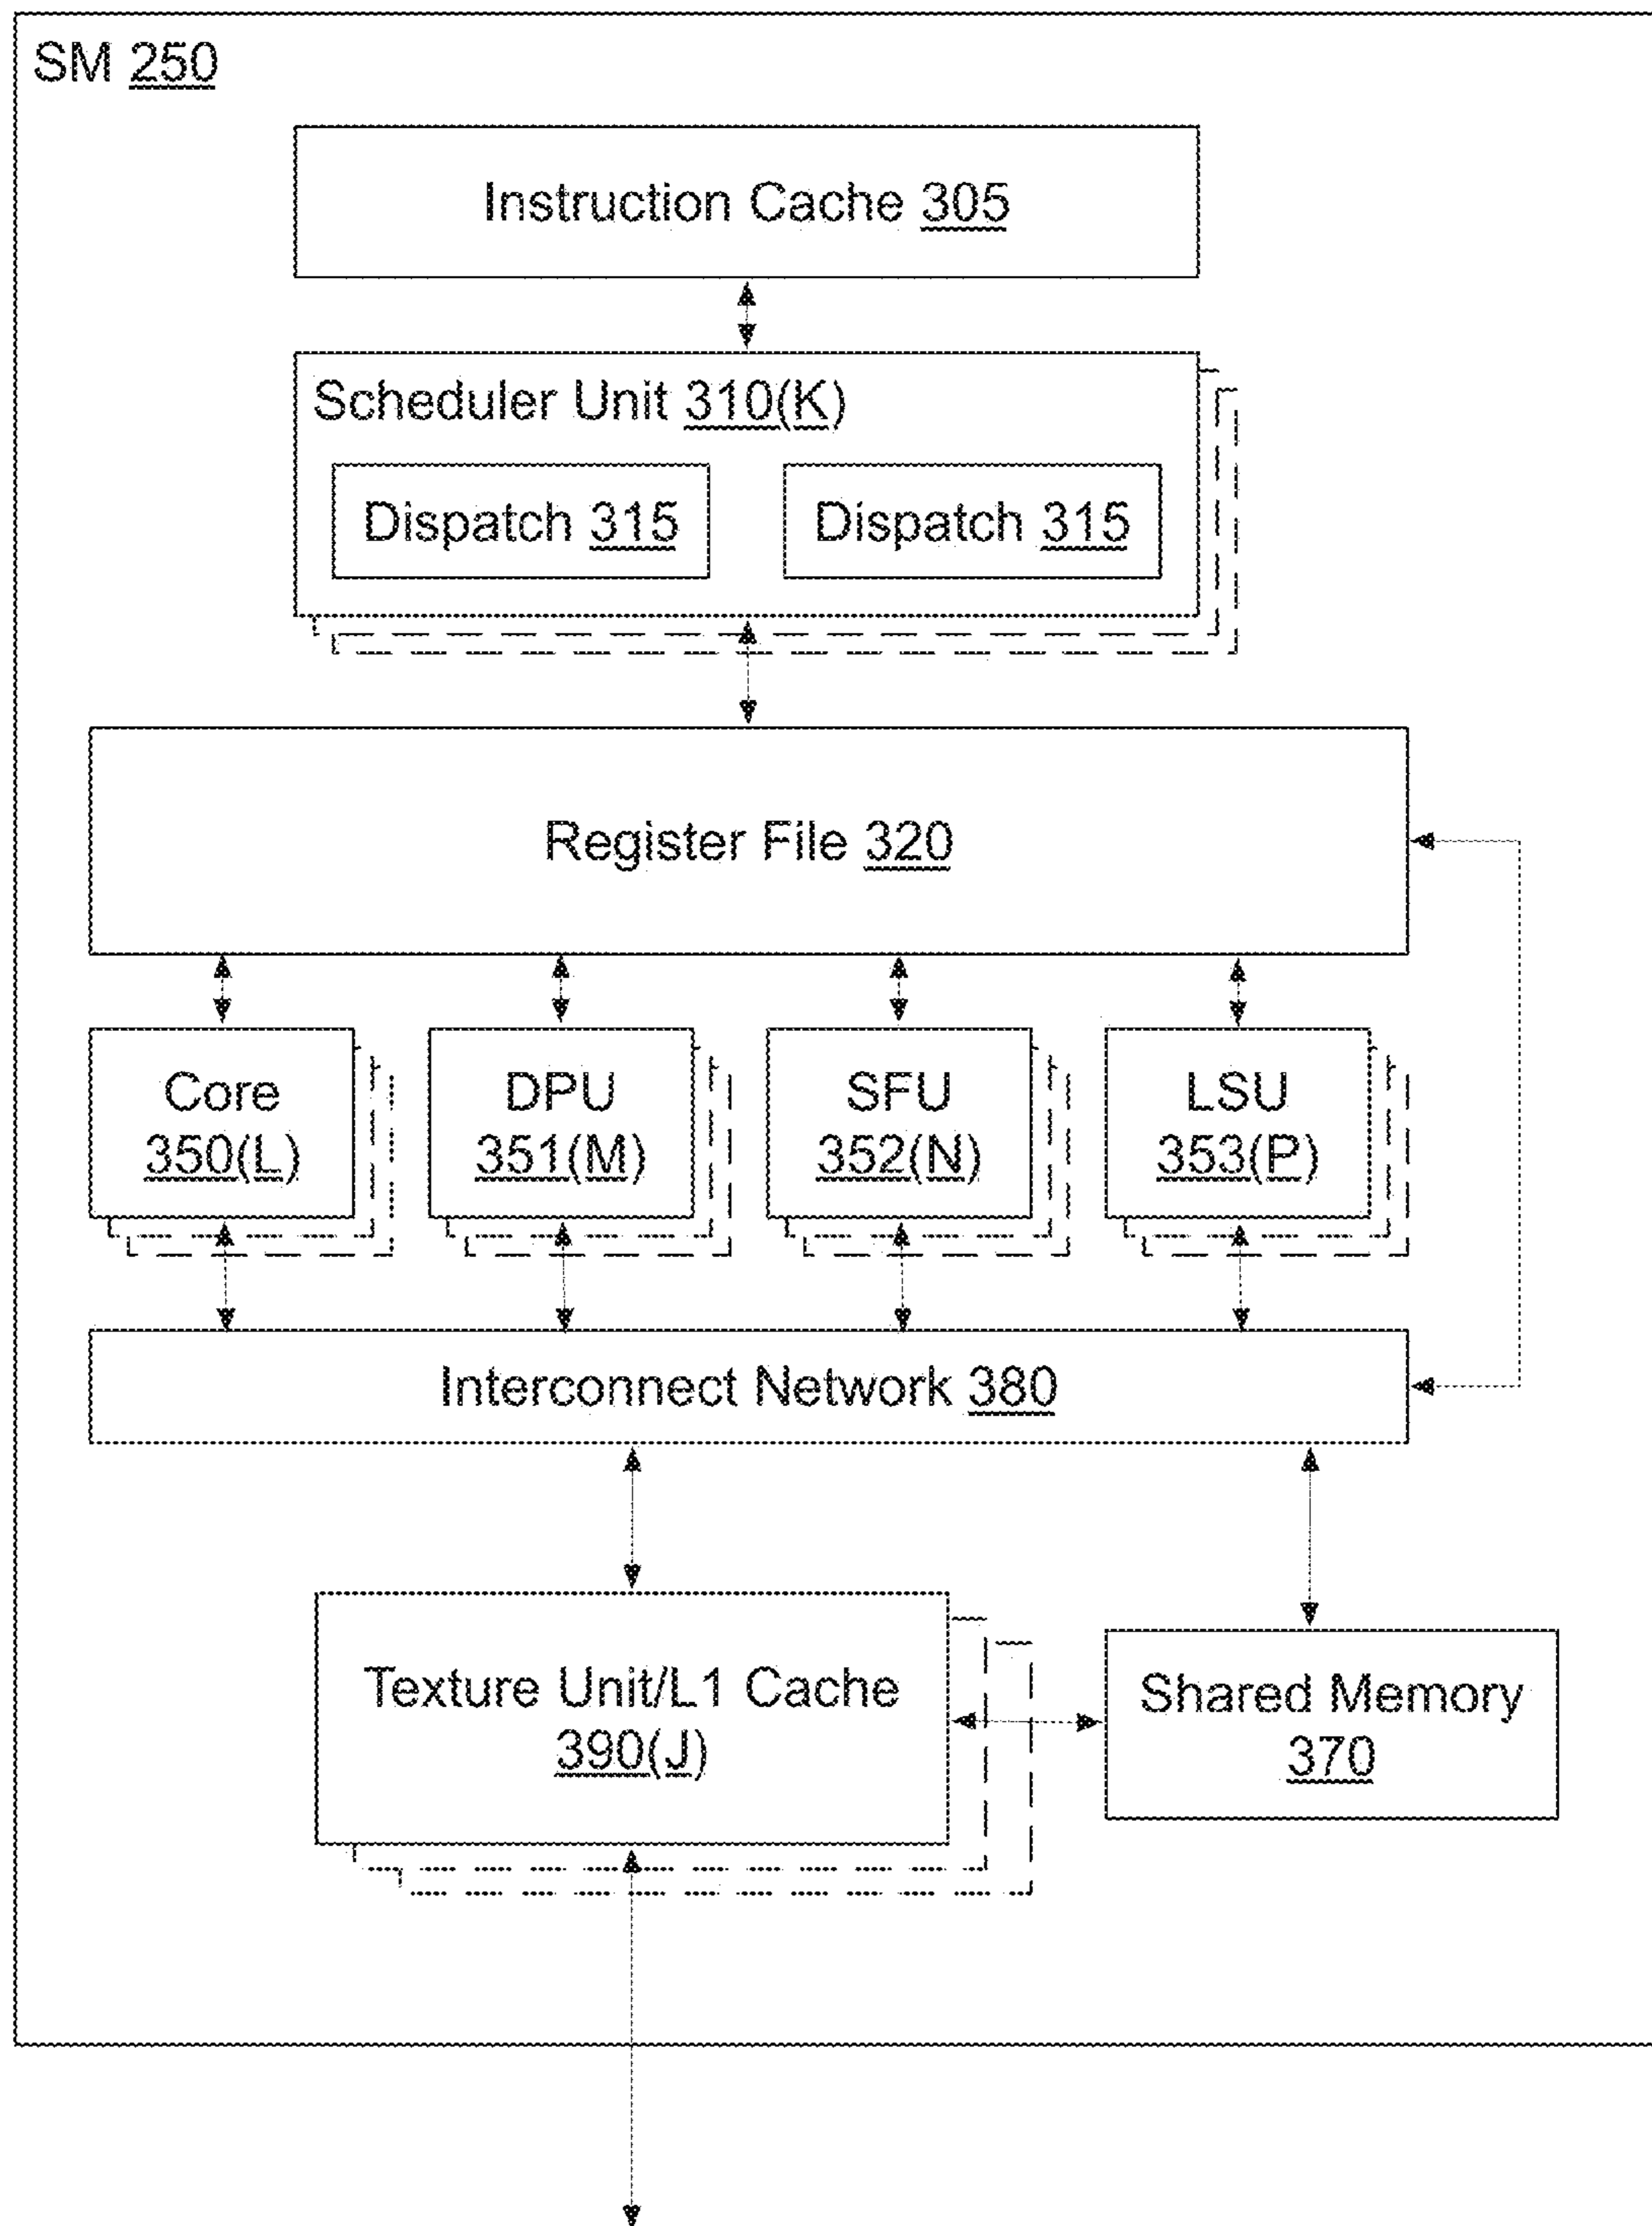 SM 250
Instruction Cache 305
Scheduler Unit 310(K)
Dispatch 315
Dispatch 315
Register File 320
Core
350(L)
DPU
351(M)
SFU
352(N)
LSU
353(P)
Interconnect Network 380
Texture Unit/L1 Cache
390(J)
Shared Memory
370